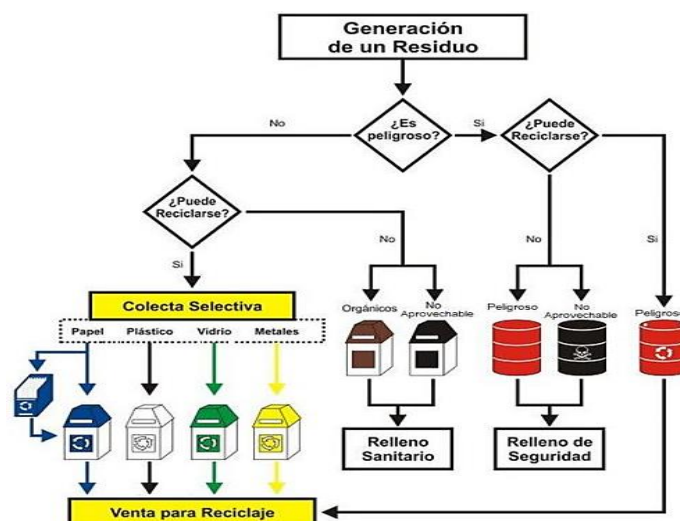 Generación
de un Residuo
¿Es
peligroso?
No
Si
¿Puede
Reciclarse?
¿Puede
Reciclarse?
No
No
Si
Si
Colecta Selectiva
Papel Plástico Vidrio Metales
Orgánicos
No
Aprovechable
Peligroso
No
Aprovechable
Peligroso
Relleno
Sanitario
Relleno de
Seguridad
Venta para Reciclaje